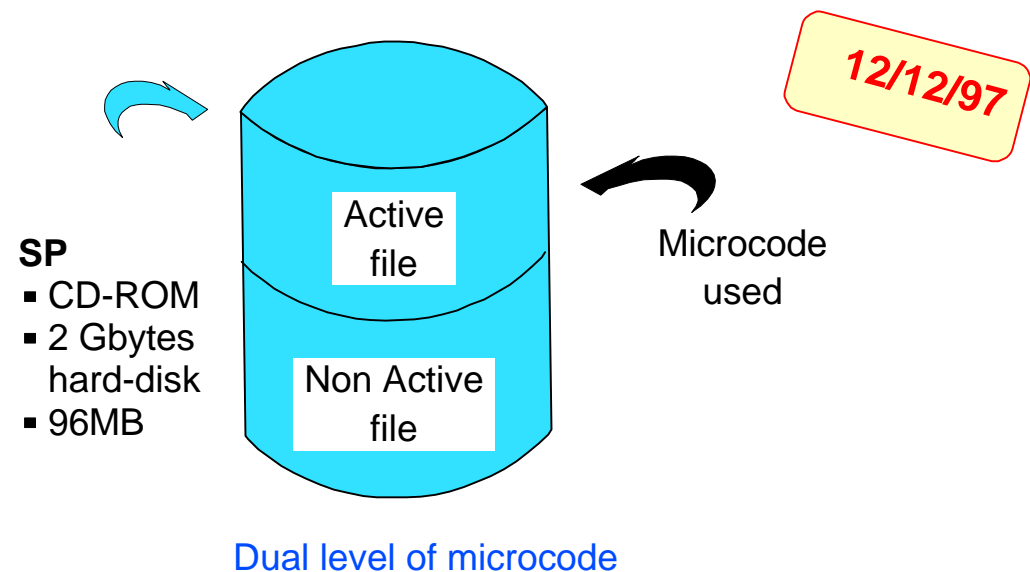 12/12/97
Active
file
Microcode
used
SP
▪ CD-ROM
▪ 2 Gbytes
hard-disk
▪ 96MB
Non Active
file
Dual level of microcode